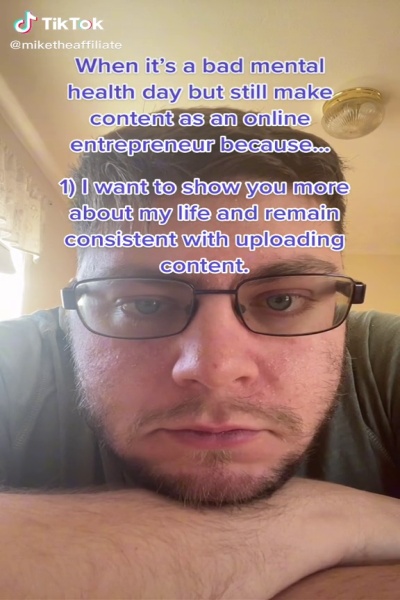 TikTok
@miketheaffiliate
When it's a bad mental
health day but still make
content as an online
entrepreneur because...
1) I want to show you more
about my life and remain
consistent with uploading
content.